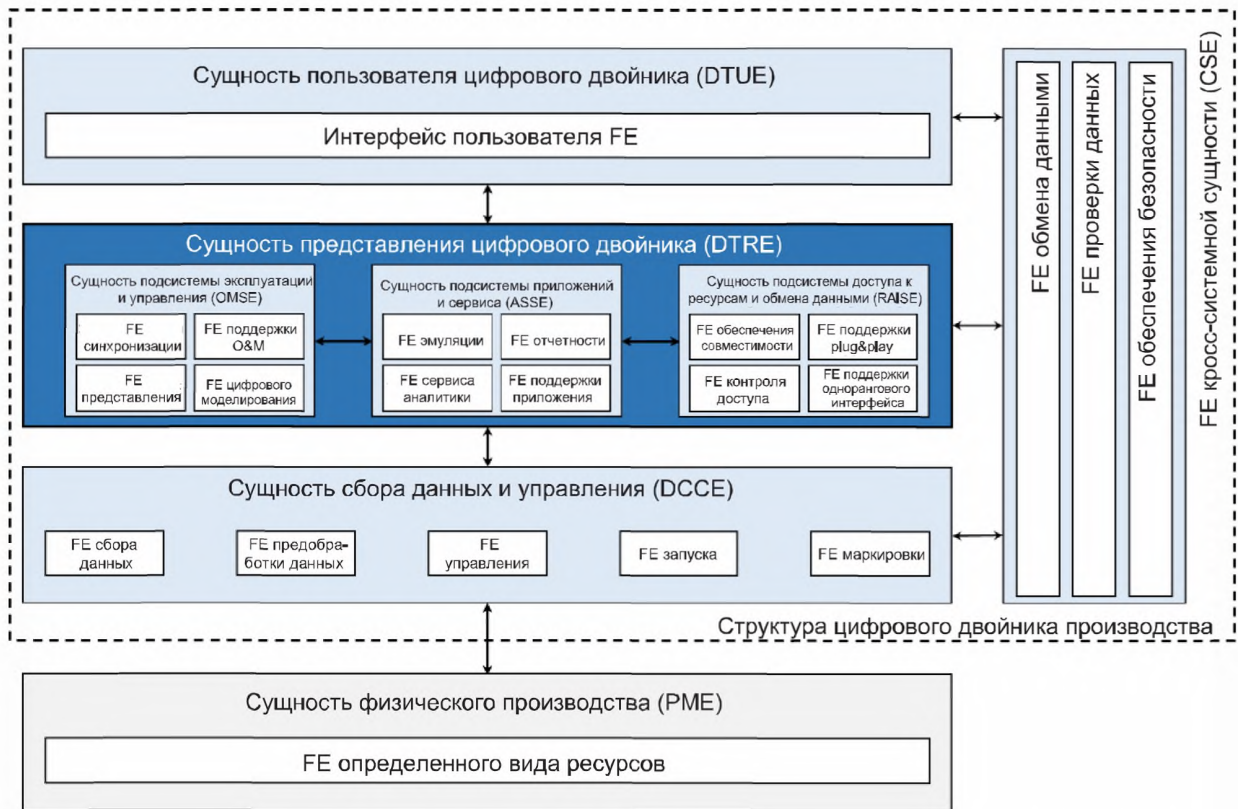 Сущность пользователя цифрового двойника (DTUE)
Интерфейс пользователя FE
Сущность представления цифрового двойника (DTRE)
Сущность подсистемы эксплуатации
и управления (OMSE)
FE
синхронизации
FE поддержки
O&M
FE
представления
FE цифрового
моделирования
Сущность подсистемы приложений
и сервиса (ASSE)
FE эмуляции
FE отчетности
FE сервиса
аналитики
FE поддержки
приложения
Сущность подсистемы доступа к
ресурсам и обмена данными (RAISE)
FE обеспечения
совместимости
FE поддержки
plug&play
FE контроля
доступа
FE поддержки
однорангового
интерфейса
Сущность сбора данных и управления (DCCE)
FE сбора
данных
FE предобра-
ботки данных
FE
управления
FE запуска
FE маркировки
FE обмена данными
FE проверки данных
FE обеспечения безопасности
FE кросс-системной сущности (CSE)
Структура цифрового двойника производства
Сущность физического производства (PME)
FE определенного вида ресурсов